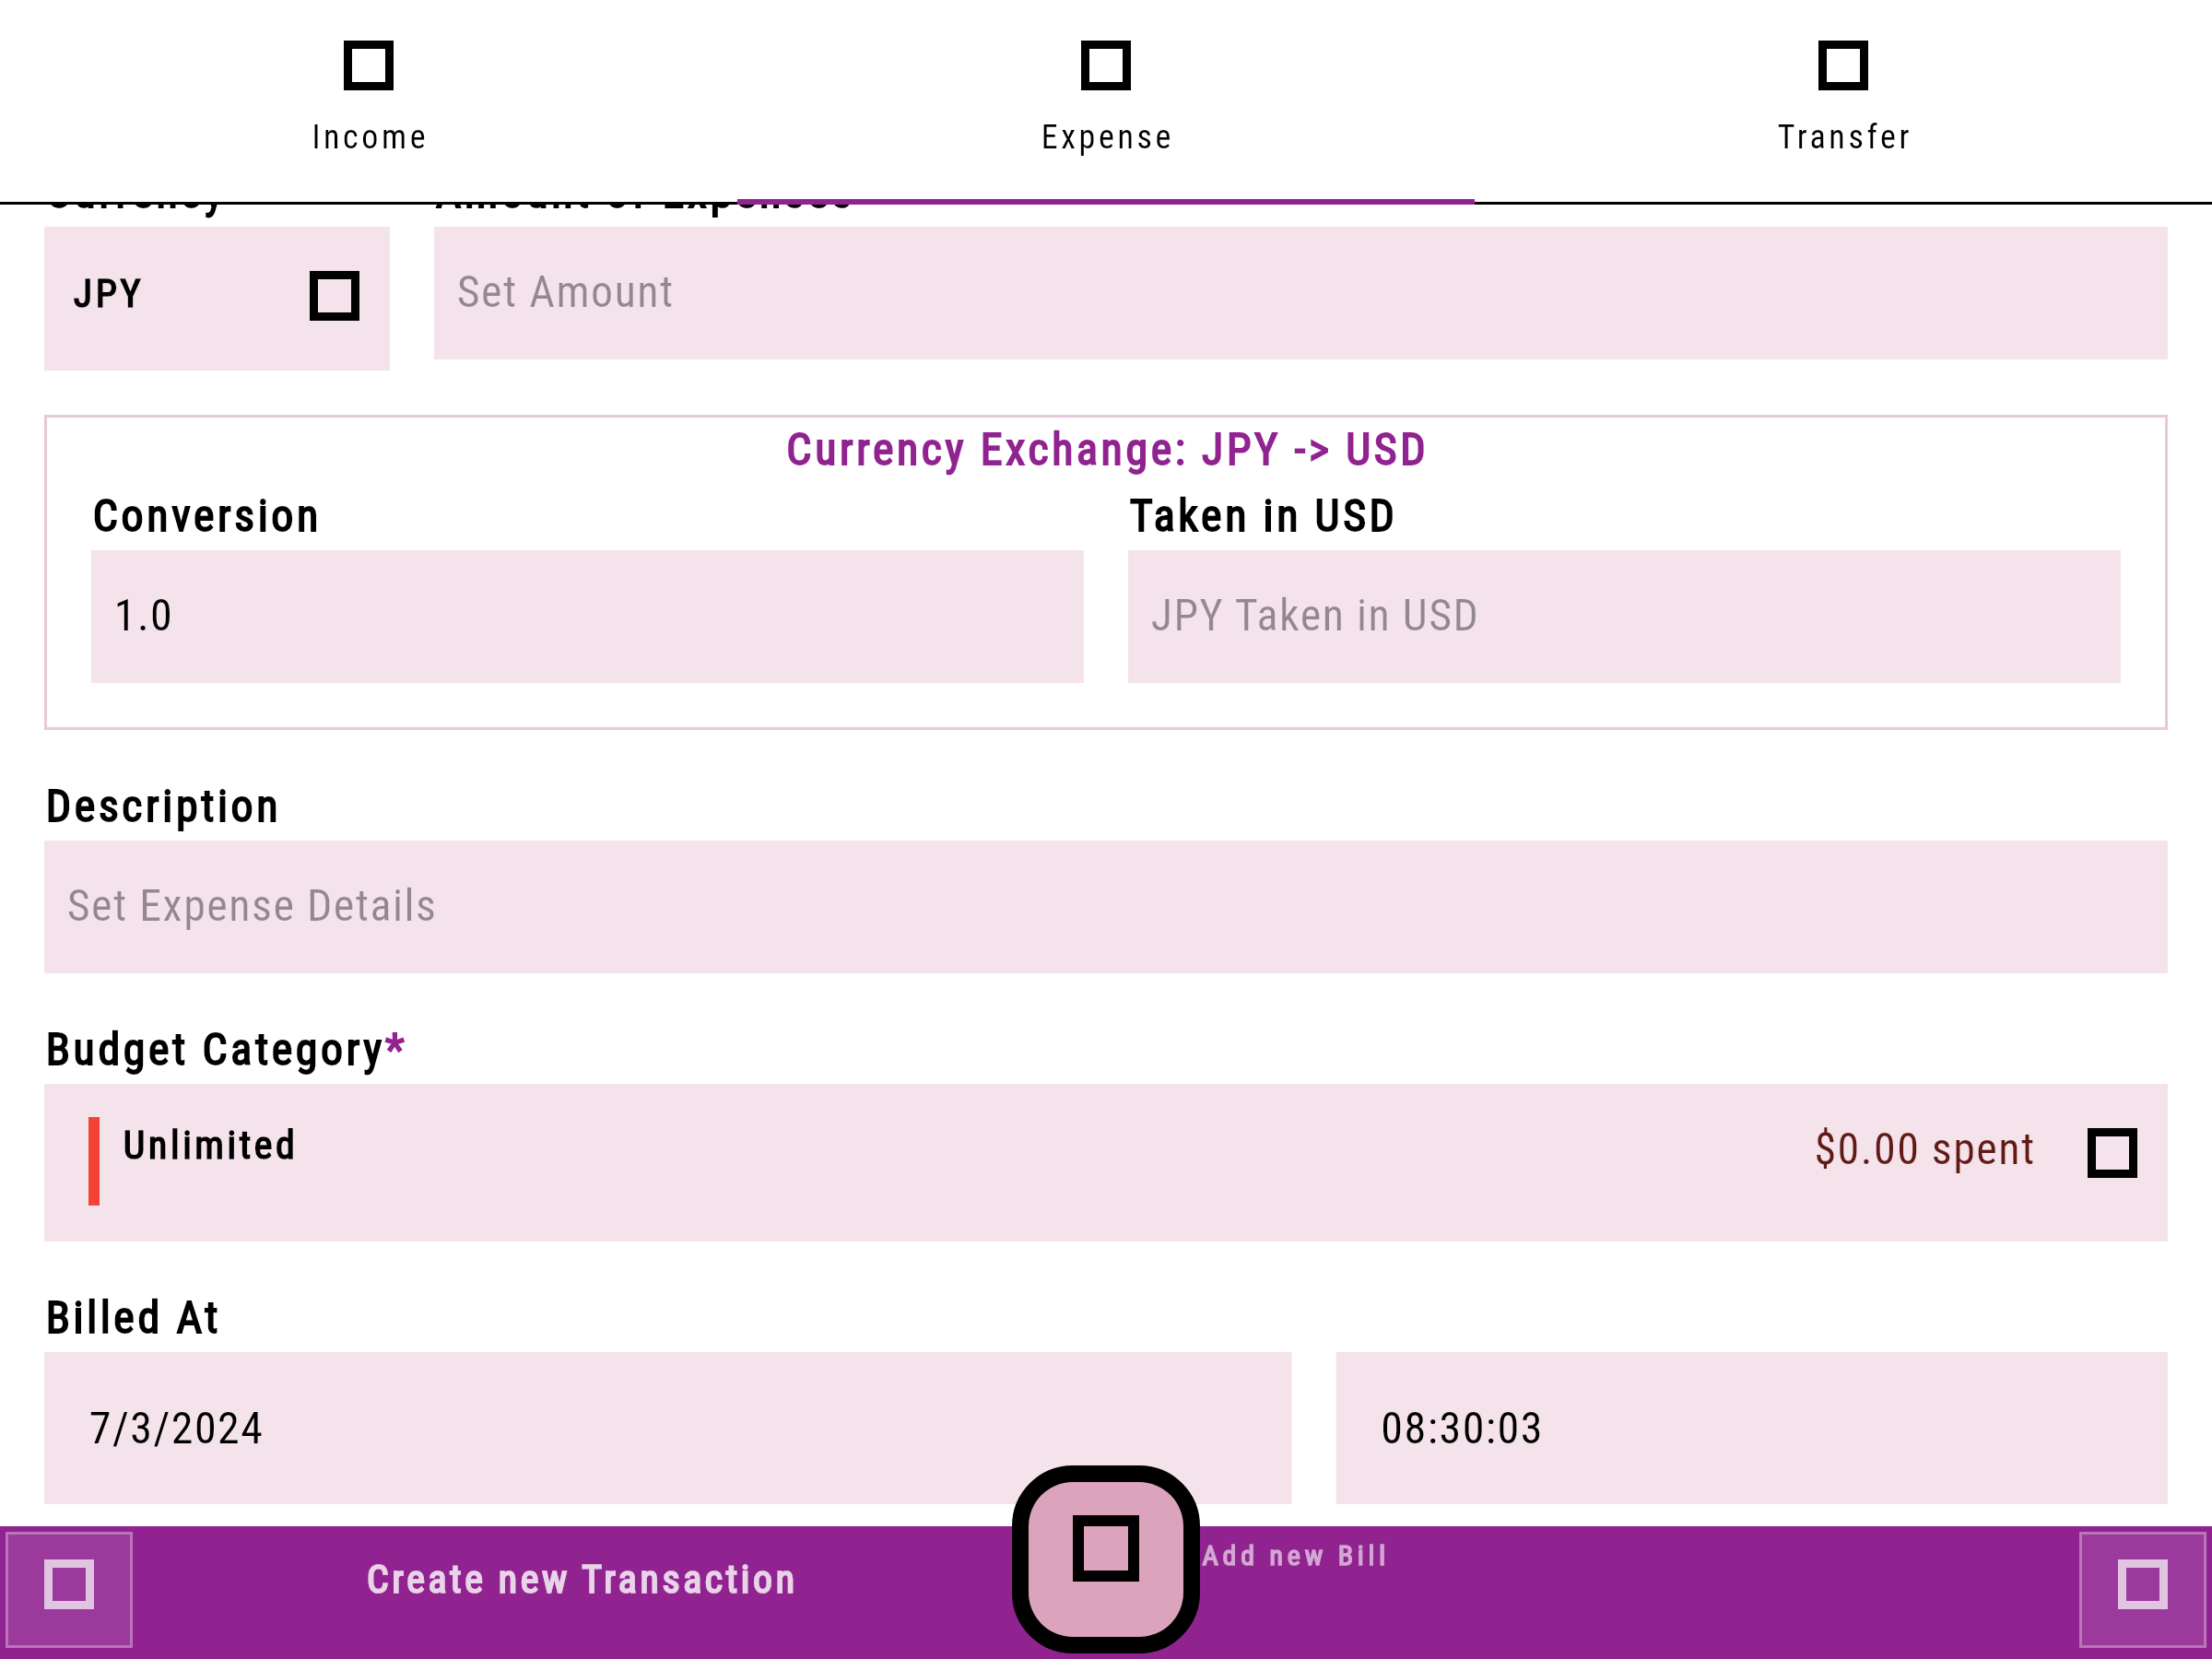 Income
Expense
Transfer
JPY
Set Amount
Currency Exchange: JPY -> USD
Conversion
Taken in USD
1.0
JPY Taken in USD
Description
Set Expense Details
Budget Category*
Unlimited
$0.00 spent
Billed At
7/3/2024
08:30:03
Create new Transaction
Add new Bill